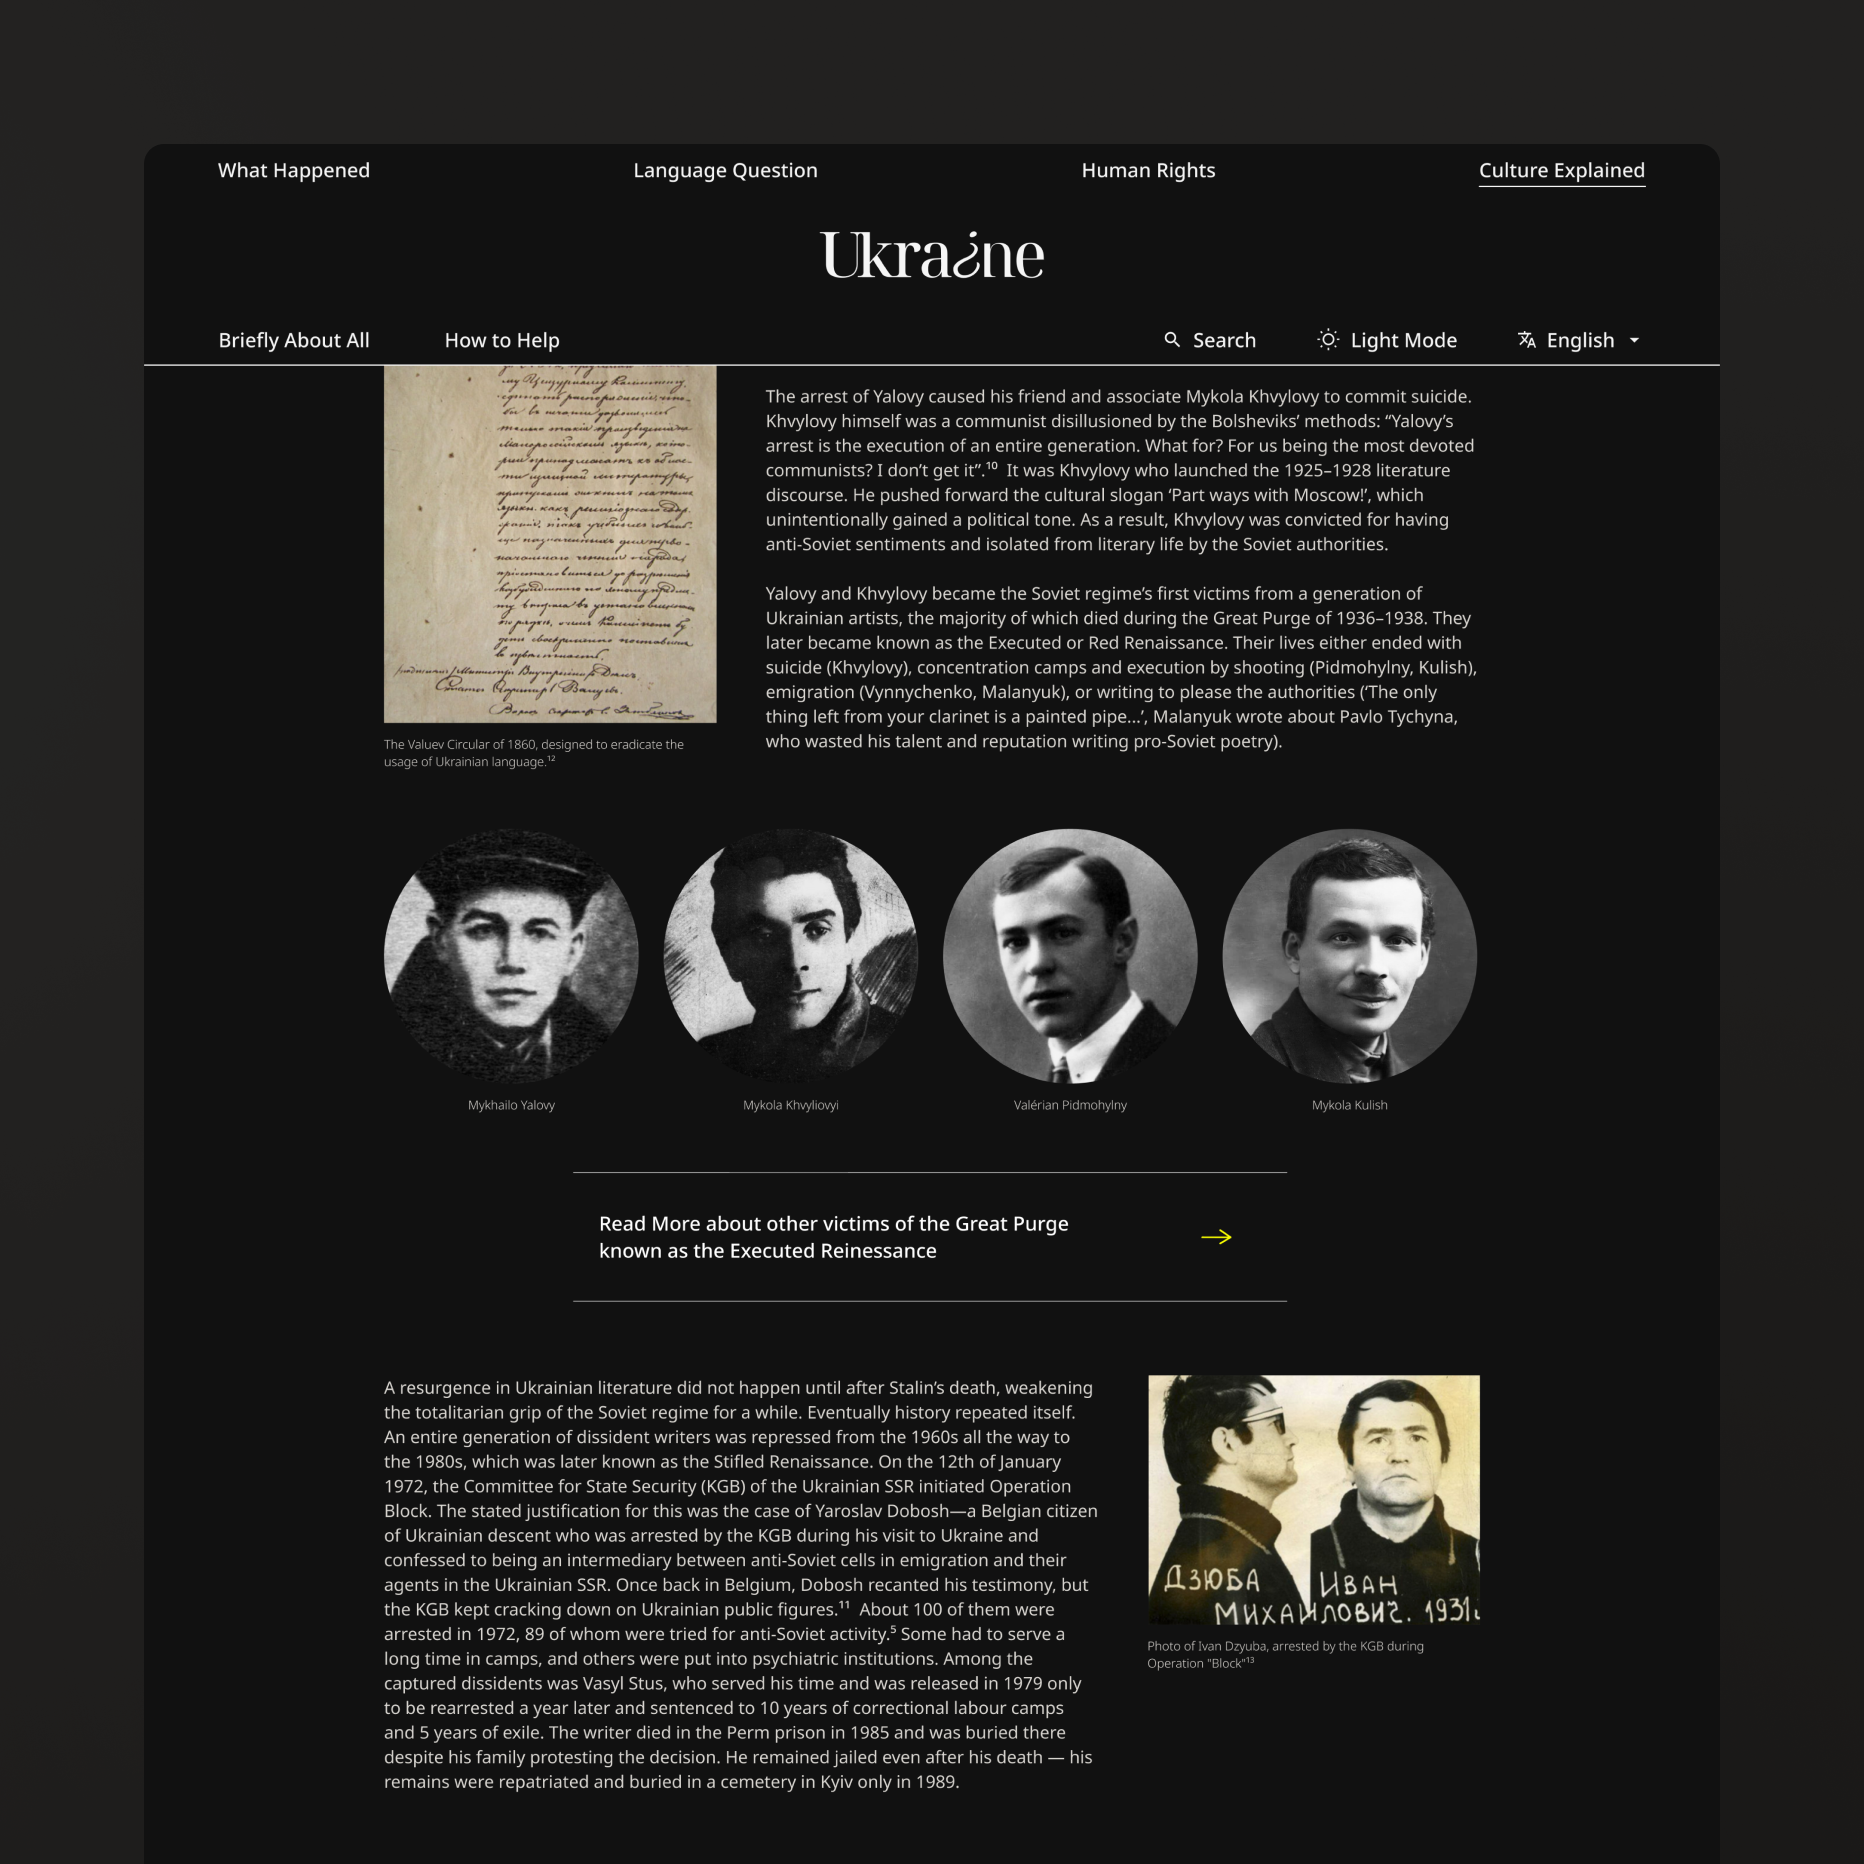 What Happened
Language Question
Human Rights
Culture Explained
Ukraine
Briefly About All
How to Help
Search
Light Mode
English
The arrest of Yalovy caused his friend and associate Mykola Khvylovy to commit suicide.
Khvylovy himself was a communist disillusioned by the Bolsheviks’ methods: “Yalovy’s
arrest is the execution of an entire generation. What for? For us being the most devoted
communists? I don’t get it”.¹⁰ It was Khvylovy who launched the 1925–1928 literature
discourse. He pushed forward the cultural slogan ‘Part ways with Moscow!’, which
unintentionally gained a political tone. As a result, Khvylovy was convicted for having
anti-Soviet sentiments and isolated from literary life by the Soviet authorities.
Yalovy and Khvylovy became the Soviet regime’s first victims from a generation of
Ukrainian artists, the majority of which died during the Great Purge of 1936–1938. They
later became known as the Executed or Red Renaissance. Their lives either ended with
suicide (Khvylovy), concentration camps and execution by shooting (Pidmohylny, Kulish),
emigration (Vynnychenko, Malanyuk), or writing to please the authorities (‘The only
thing left from your clarinet is a painted pipe...’, Malanyuk wrote about Pavlo Tychyna,
who wasted his talent and reputation writing pro-Soviet poetry).
The Valuev Circular of 1860, designed to eradicate the
usage of Ukrainian language.¹²
Mykhailo Yalovy
Mykola Khvyliovyi
Valérian Pidmohylny
Mykola Kulish
Read More about other victims of the Great Purge
known as the Executed Reinessance
A resurgence in Ukrainian literature did not happen until after Stalin’s death, weakening
the totalitarian grip of the Soviet regime for a while. Eventually history repeated itself.
An entire generation of dissident writers was repressed from the 1960s all the way to
the 1980s, which was later known as the Stifled Renaissance. On the 12th of January
1972, the Committee for State Security (KGB) of the Ukrainian SSR initiated Operation
Block. The stated justification for this was the case of Yaroslav Dobosh—a Belgian citizen
of Ukrainian descent who was arrested by the KGB during his visit to Ukraine and
confessed to being an intermediary between anti-Soviet cells in emigration and their
agents in the Ukrainian SSR. Once back in Belgium, Dobosh recanted his testimony, but
the KGB kept cracking down on Ukrainian public figures.¹¹ About 100 of them were
arrested in 1972, 89 of whom were tried for anti-Soviet activity.⁵ Some had to serve a
long time in camps, and others were put into psychiatric institutions. Among the
captured dissidents was Vasyl Stus, who served his time and was released in 1979 only
to be rearrested a year later and sentenced to 10 years of correctional labour camps
and 5 years of exile. The writer died in the Perm prison in 1985 and was buried there
despite his family protesting the decision. He remained jailed even after his death — his
remains were repatriated and buried in a cemetery in Kyiv only in 1989.
ДЗЮБА ИВАН
МИХАЙЛОВИЧ. 1931
Photo of Ivan Dzyuba, arrested by the KGB during
Operation "Block"¹³